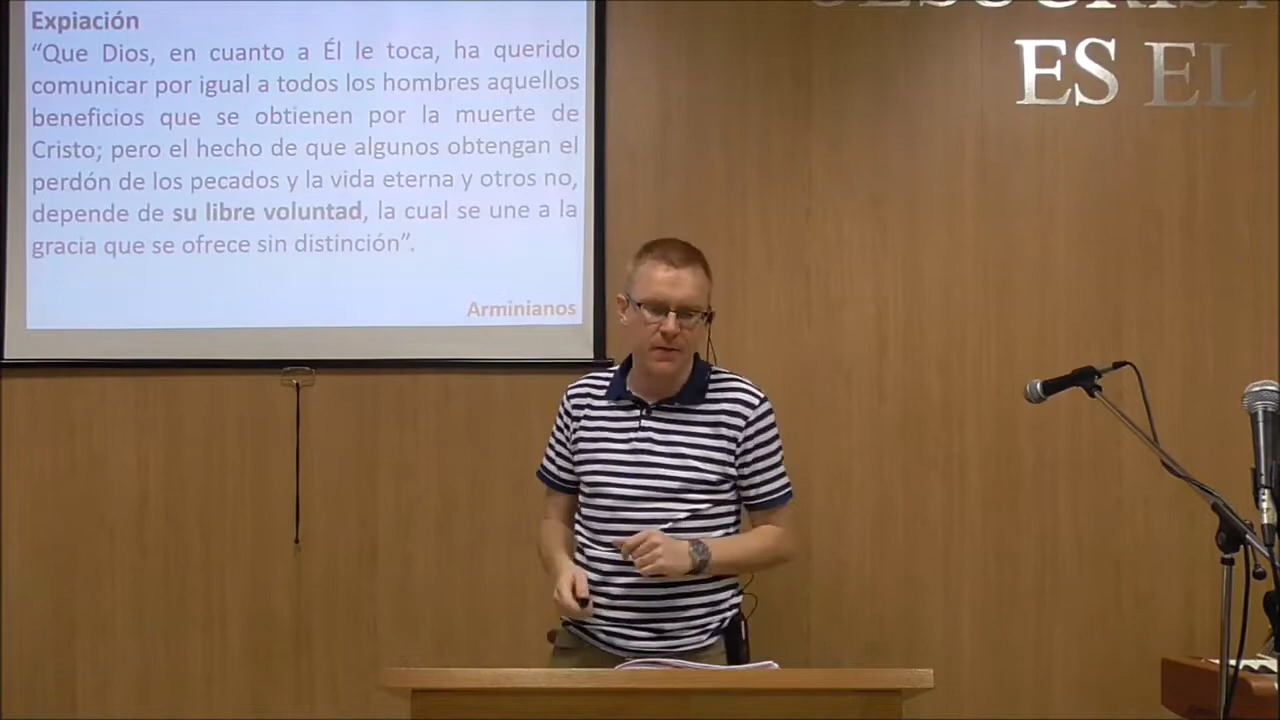 Expiación
“Que Dios, en cuanto a Él le toca, ha querido
comunicar por igual a todos los hombres aquellos
beneficios que se obtienen por la muerte de
Cristo; pero el hecho de que algunos obtengan el
perdón de los pecados y la vida eterna y otros no,
depende de su libre voluntad, la cual se une a la
gracia que se ofrece sin distinción”.
Arminianos
ES EL